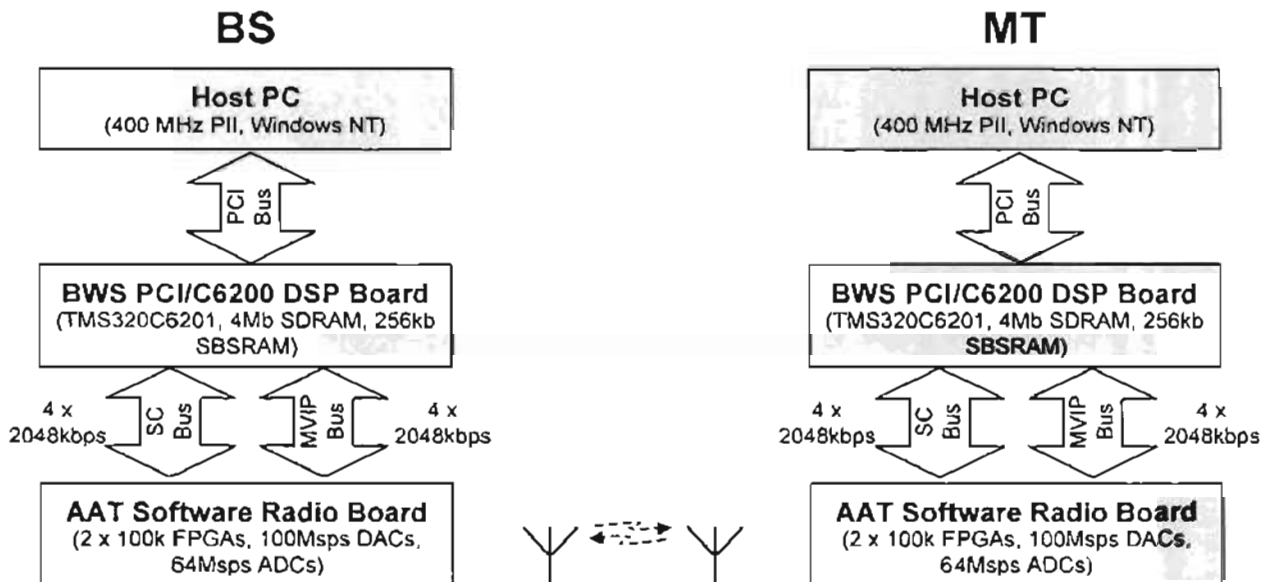 BS
Host PC
(400 MHz PII, Windows NT)
PCI
Bus
BWS PCI/C6200 DSP Board
(TMS320C6201, 4Mb SDRAM, 256kb
SBSRAM)
4 x
2048kbps
SC
Bus
MVIP
Bus
4 x
2048kbps
AAT Software Radio Board
(2 x 100k FPGAs, 100Msps DACs,
64Msps ADCs)
MT
Host PC
(400 MHz PII, Windows NT)
PCI
Bus
BWS PCI/C6200 DSP Board
(TMS320C6201, 4Mb SDRAM, 256kb
SBSRAM)
4 x
2048kbps
SC
Bus
MVIP
Bus
4 x
2048kbps
AAT Software Radio Board
(2 x 100k FPGAs, 100Msps DACs,
64Msps ADCs)